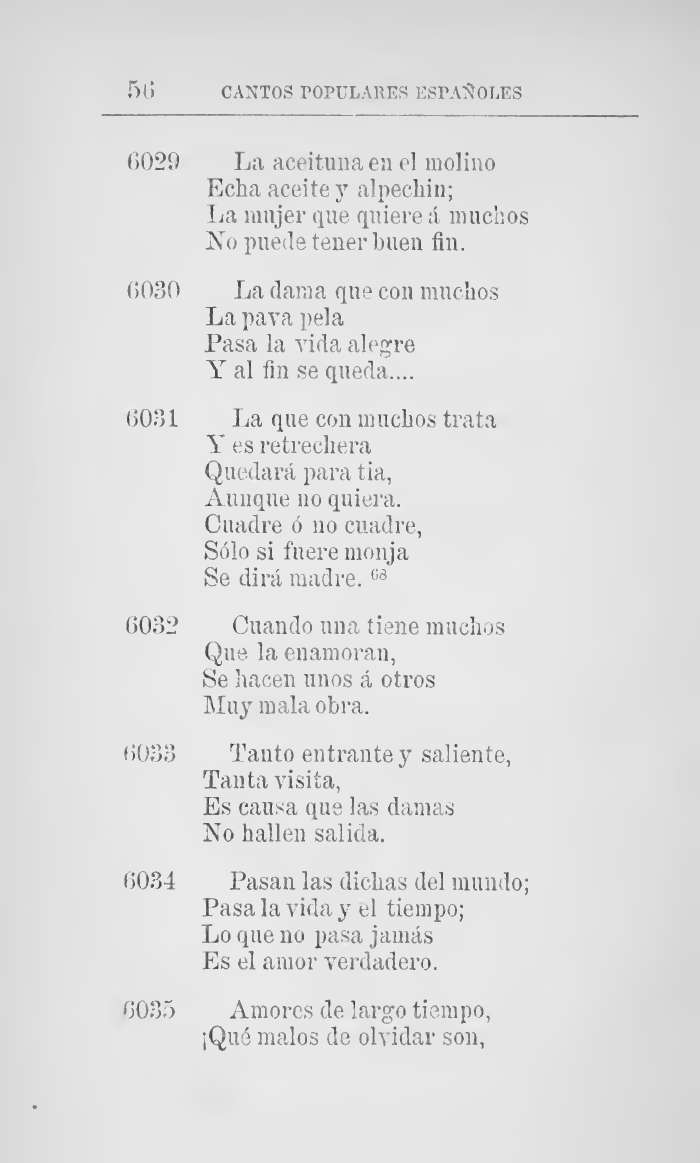 56 CANTOS POPULARES ESPAÑOLES
6029 La aceituna en el molino
Echa aceite y alpechin;
La mujer que quiere á muchos
No puede tener buen fin.
6030 La dama que con muchos
La pava pela
Pasa la vida alegre
Y al fin se queda....
6031 La que con muchos trata
Y es retrechera
Quedará para tia,
Aunque no quiera.
Cuadre ó no cuadre,
Sólo si fuere monja
Se dirá madre. 68
6032 Cuando una tiene muchos
Que la enamoran,
Se hacen unos á otros
Muy mala obra.
6033 Tanto entrante y saliente,
Tanta visita,
Es causa que las damas
No hallen salida.
6034 Pasan las dichas del mundo;
Pasa la vida y el tiempo;
Lo que no pasa jamás
Es el amor verdadero.
6035 Amores de largo tiempo,
¡Qué malos de olvidar son,